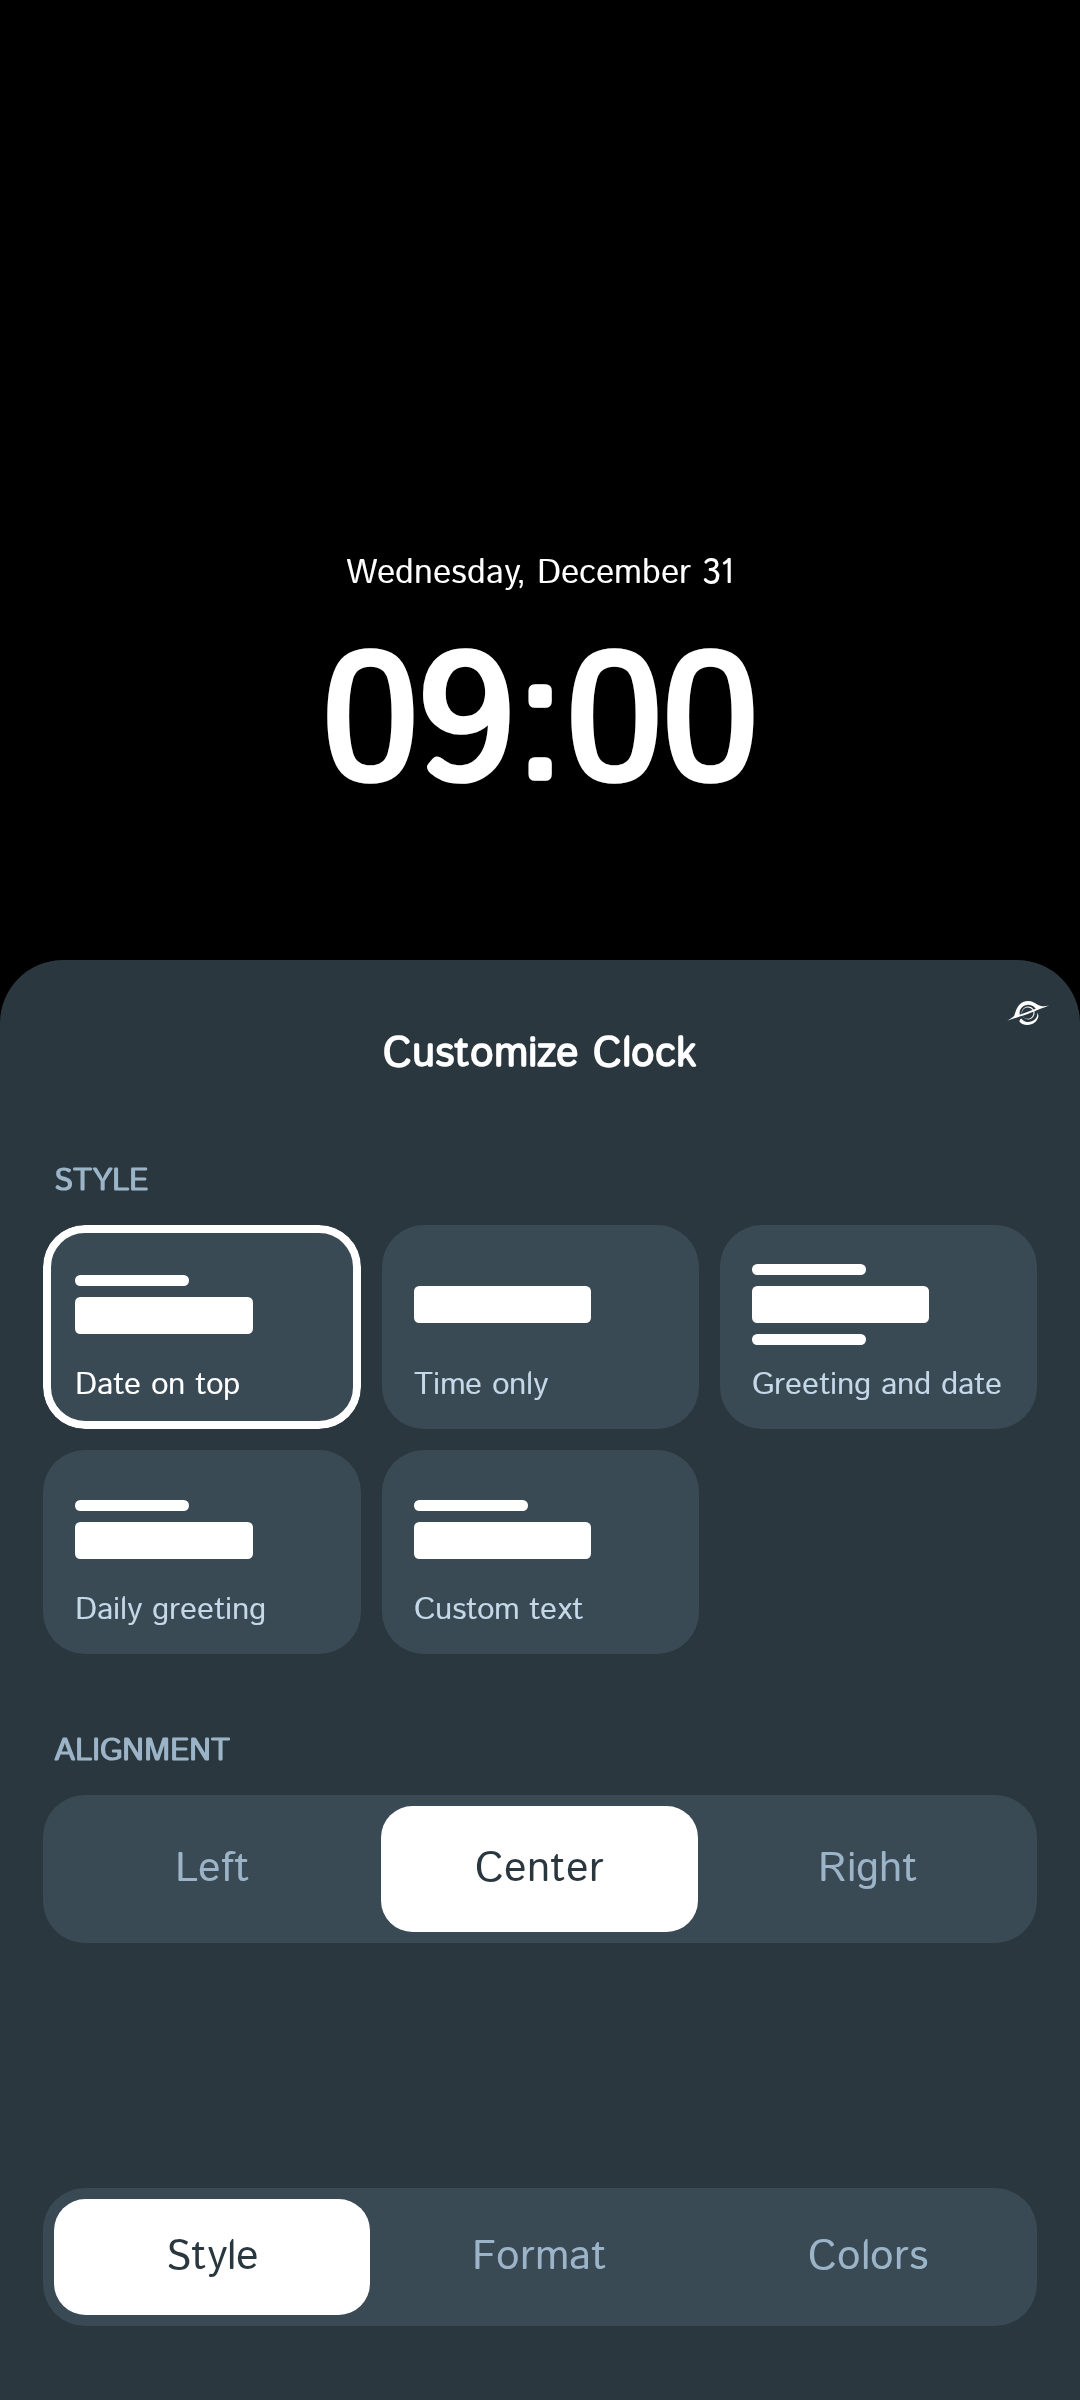 Wednesday, December 31
09:00
Customize Clock
STYLE
Date on top
Time only
Greeting and date
Daily greeting
Custom text
ALIGNMENT
Left
Center
Right
Style
Format
Colors